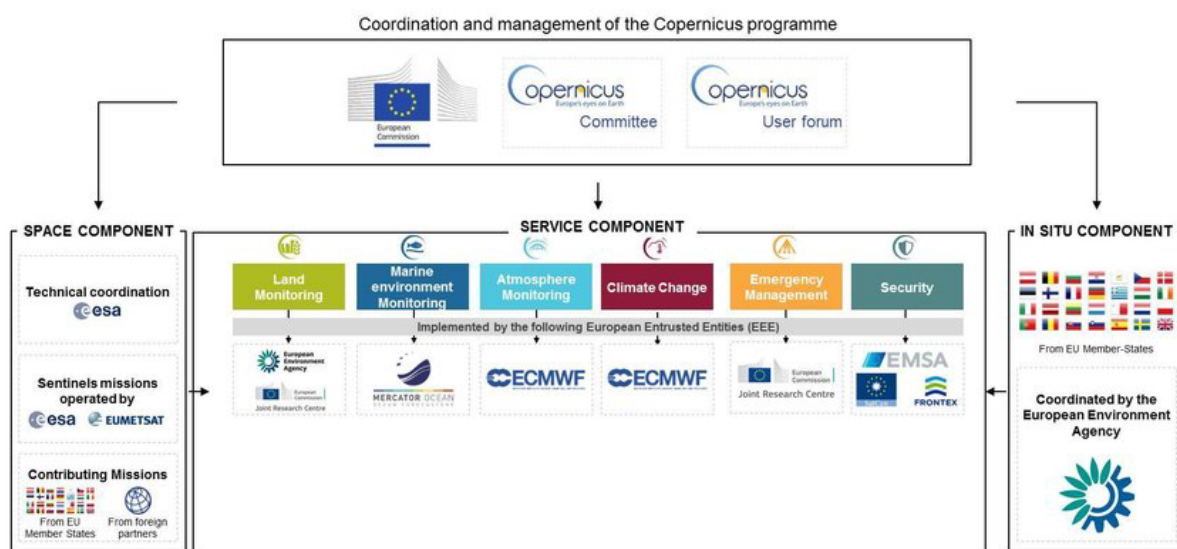 Coordination and management of the Copernicus programme
European
Commission
Copernicus
Europe's eyes on Earth
Committee
Copernicus
Europe's eyes on Earth
User forum
SPACE COMPONENT
Technical coordination
esa
Sentinels missions
operated by
esa EUMETSAT
Contributing Missions
From EU
Member States
From foreign
partners
SERVICE COMPONENT
Land
Monitoring
Marine
environment
Monitoring
Atmosphere
Monitoring
Climate Change
Emergency
Management
Security
Implemented by the following European Entrusted Entities (EEE)
European
Environment
Agency
European
Commission
Joint Research Centre
MERCATOR OCEAN
OCEAN FORECASTERS
ECMWF
ECMWF
European
Commission
Joint Research Centre
EMSA
SatCen
FRONTEX
IN SITU COMPONENT
From EU Member-States
Coordinated by the
European Environment
Agency